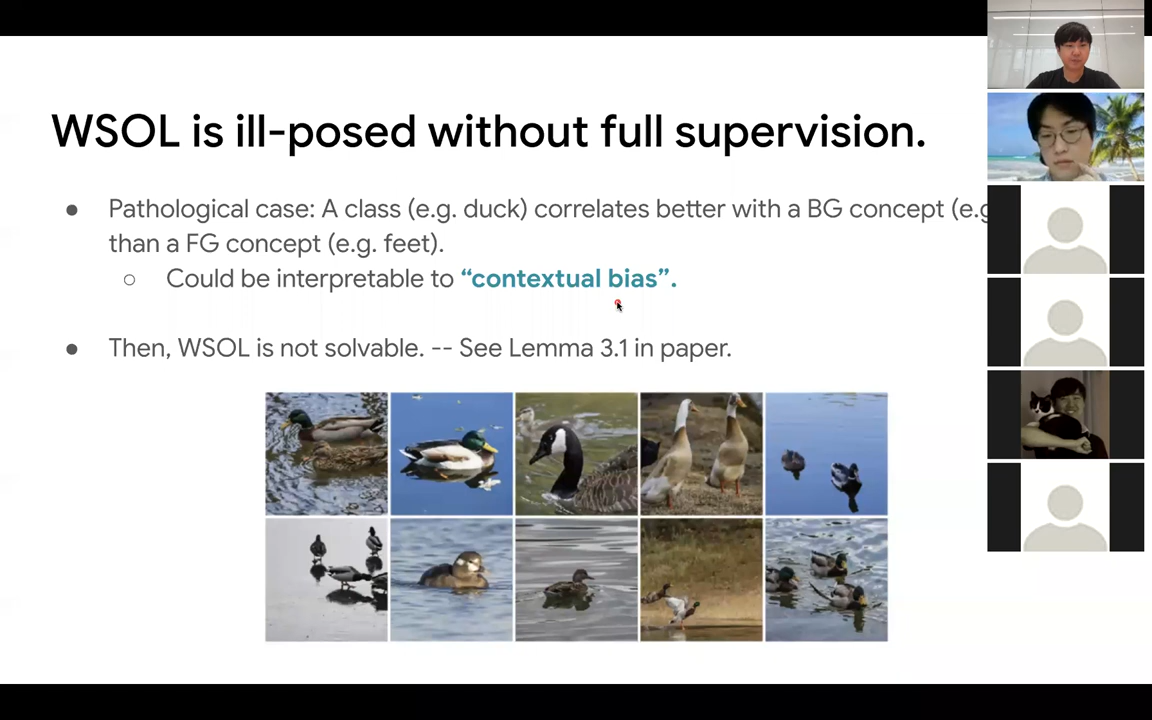 WSOL is ill-posed without full supervision.
● Pathological case: A class (e.g. duck) correlates better with a BG concept (e.g
than a FG concept (e.g. feet).
○ Could be interpretable to “contextual bias”.
● Then, WSOL is not solvable. -- See Lemma 3.1 in paper.